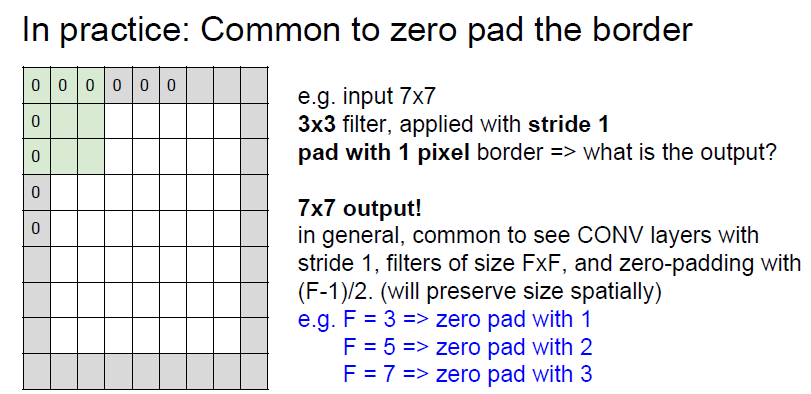 In practice: Common to zero pad the border
0 0 0 0 0 0
0
0
0
0
e.g. input 7x7
3x3 filter, applied with stride 1
pad with 1 pixel border => what is the output?
7x7 output!
in general, common to see CONV layers with
stride 1, filters of size FxF, and zero-padding with
(F-1)/2. (will preserve size spatially)
e.g. F = 3 => zero pad with 1
F = 5 => zero pad with 2
F = 7 => zero pad with 3